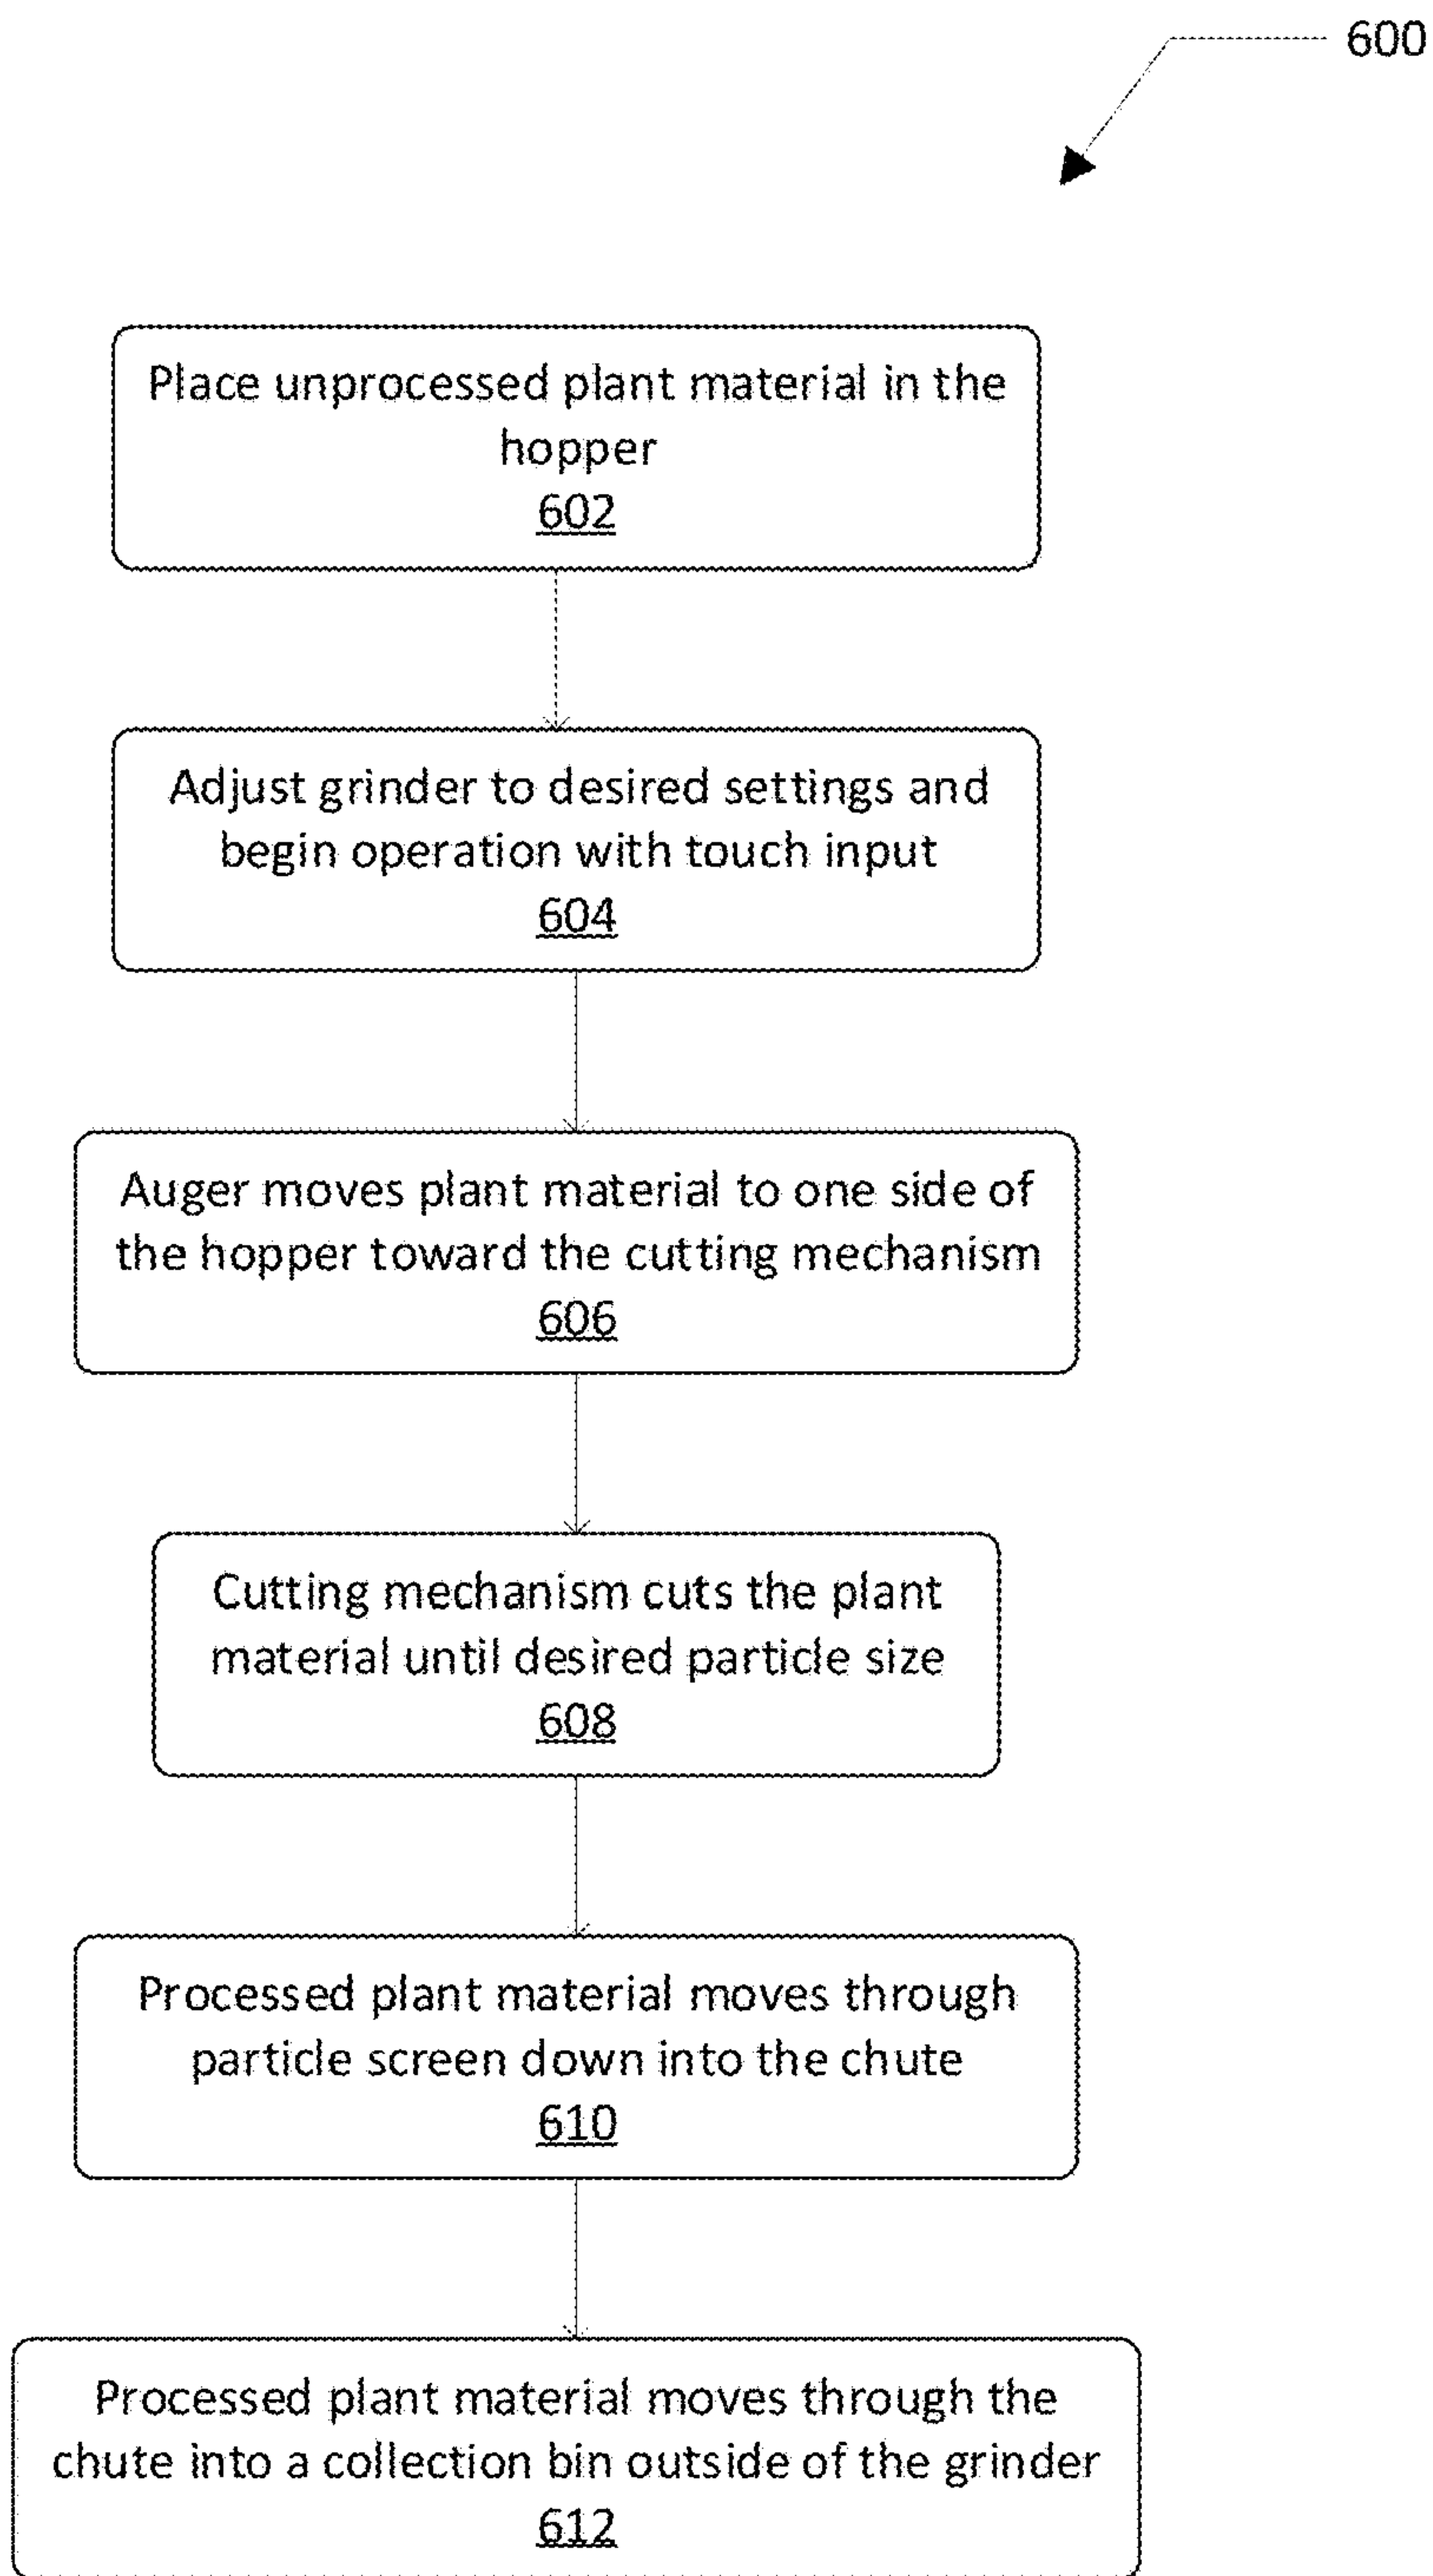 600
Place unprocessed plant material in the
hopper
602
Adjust grinder to desired settings and
begin operation with touch input
604
Auger moves plant material to one side of
the hopper toward the cutting mechanism
606
Cutting mechanism cuts the plant
material until desired particle size
608
Processed plant material moves through
particle screen down into the chute
610
Processed plant material moves through the
chute into a collection bin outside of the grinder
612